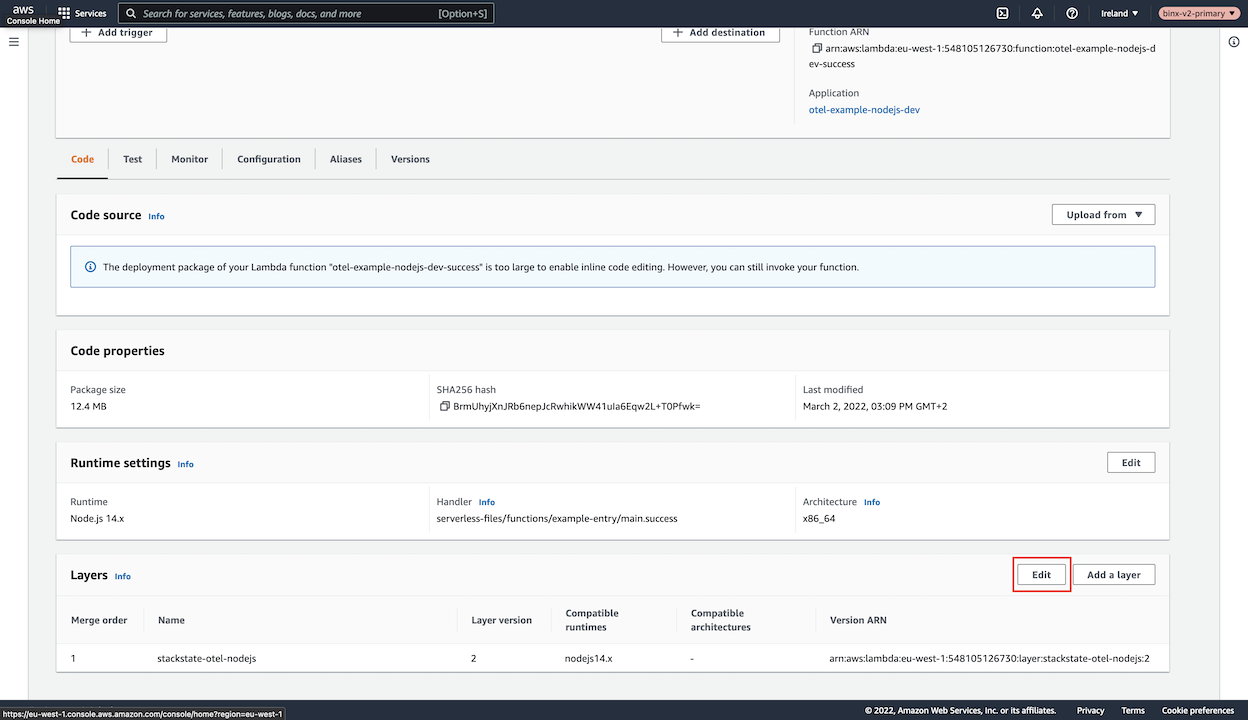 aws
Console Home
Services
Search for services, features, blogs, docs, and more
[Option+S]
Ireland ▼
binx-v2-primary ▼
Add trigger
Add destination
Function ARN
arn:aws:lambda:eu-west-1:548105126730:function:otel-example-nodejs-d
ev-success
Application
otel-example-nodejs-dev
Code
Test
Monitor
Configuration
Aliases
Versions
Code source Info
Upload from ▼
The deployment package of your Lambda function "otel-example-nodejs-dev-success" is too large to enable inline code editing. However, you can still invoke your function.
Code properties
Package size
12.4 MB
SHA256 hash
BrmUhyjXnJRb6nepJcRwhikWW41uIa6Eqw2L+T0Pfwk=
Last modified
March 2, 2022, 03:09 PM GMT+2
Runtime settings Info
Edit
Runtime
Node.js 14.x
Handler Info
serverless-files/functions/example-entry/main.success
Architecture Info
x86_64
Layers Info
Edit
Add a layer
Merge order
Name
Layer version
Compatible
runtimes
Compatible
architectures
Version ARN
1
stackstate-otel-nodejs
2
nodejs14.x
-
arn:aws:lambda:eu-west-1:548105126730:layer:stackstate-otel-nodejs:2
https://eu-west-1.console.aws.amazon.com/console/home?region=eu-west-1
© 2022, Amazon Web Services, Inc. or its affiliates.
Privacy
Terms
Cookie preferences